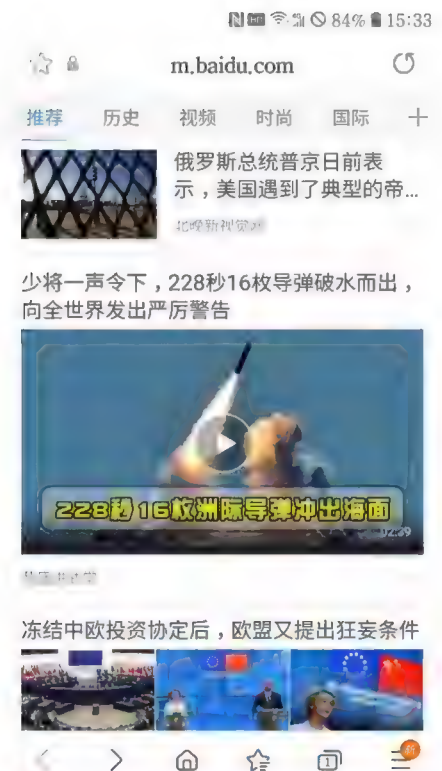 84% 15:33
m.baidu.com
推荐 历史 视频 时尚 国际
俄罗斯总统普京日前表
示，美国遇到了典型的帝...
少将一声令下，228秒16枚导弹破水而出，
向全世界发出严厉警告
228秒16枚洲际导弹冲出海面
02:39
冻结中欧投资协定后，欧盟又提出狂妄条件
1
新